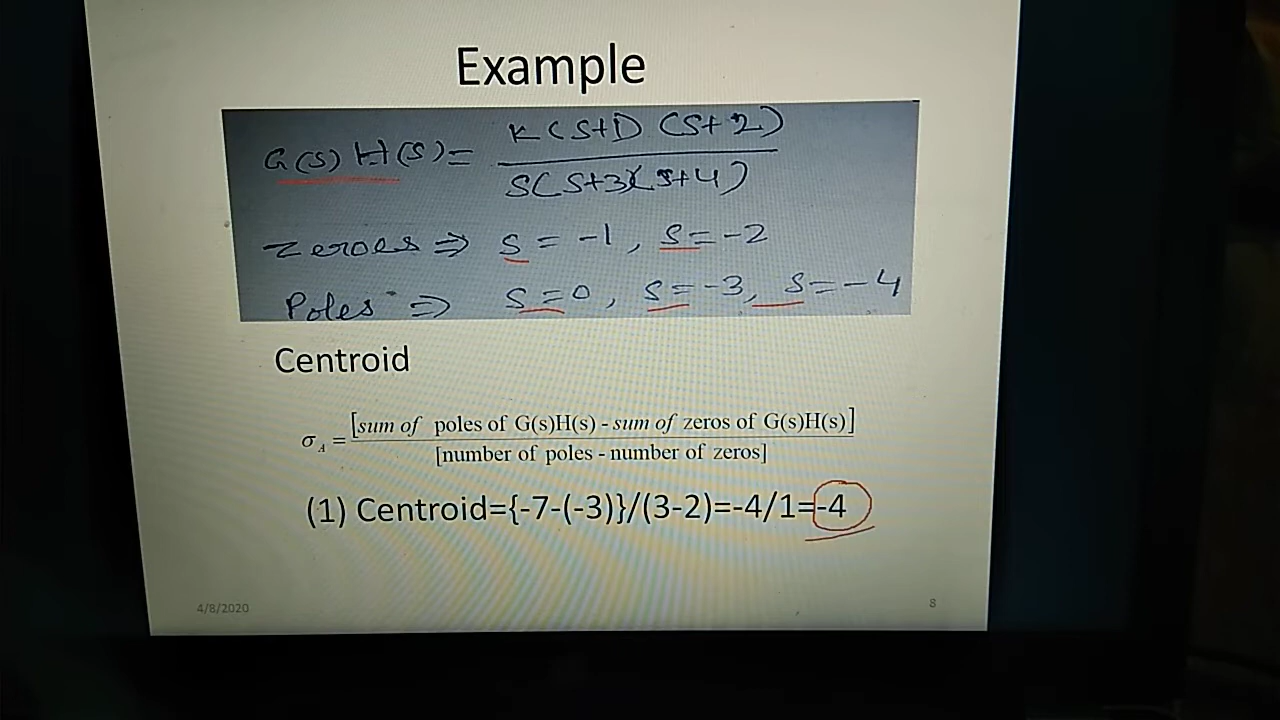 Example
G(S) H(S)= K(S+1) (S+2)
S(S+3)(S+4)
Zeroes ⇒ S = -1, S=-2
Poles ⇒ S=0, S=-3, S=-4
Centroid
σ_A = [sum of poles of G(s)H(s) - sum of zeros of G(s)H(s)]
[number of poles - number of zeros]
(1) Centroid={-7-(-3)}/(3-2)=-4/1=-4
4/8/2020
8